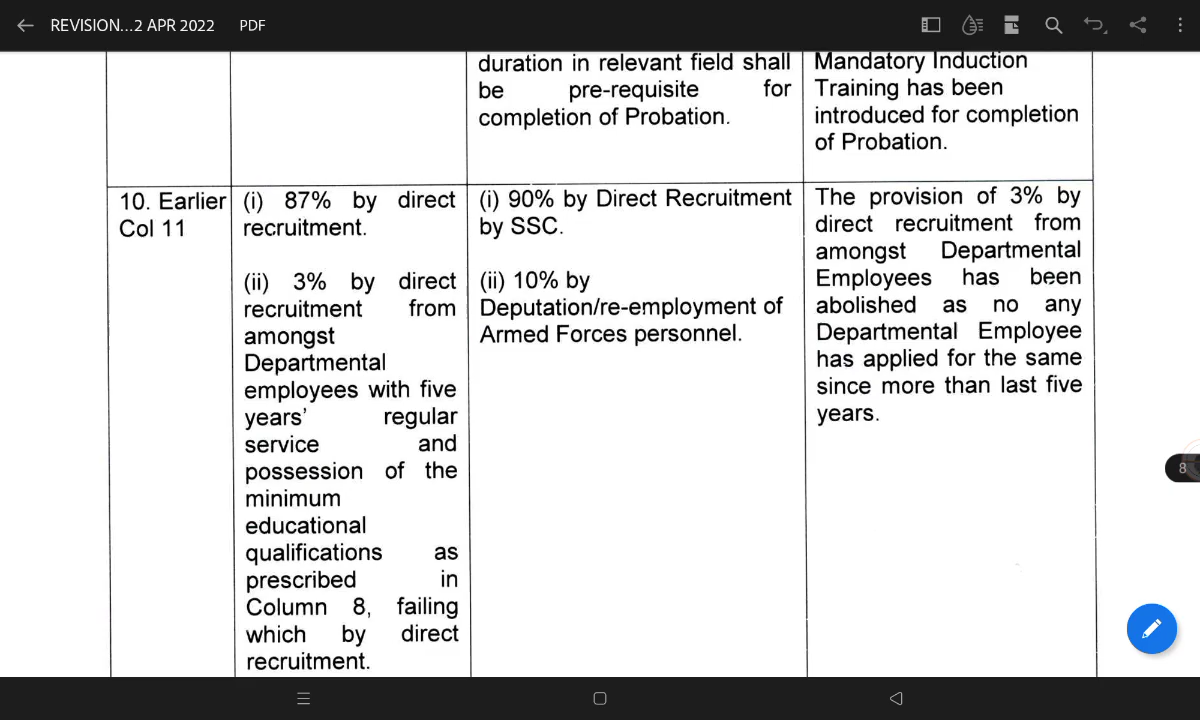 REVISION...2 APR 2022 PDF
duration in relevant field shall
be pre-requisite for
completion of Probation.
Mandatory Induction
Training has been
introduced for completion
of Probation.
10. Earlier
Col 11
(i) 87% by direct
recruitment.
(ii) 3% by direct
recruitment from
amongst
Departmental
employees with five
years' regular
service and
possession of the
minimum
educational
qualifications as
prescribed in
Column 8, failing
which by direct
recruitment.
(i) 90% by Direct Recruitment
by SSC.
(ii) 10% by
Deputation/re-employment of
Armed Forces personnel.
The provision of 3% by
direct recruitment from
amongst Departmental
Employees has been
abolished as no any
Departmental Employee
has applied for the same
since more than last five
years.
8